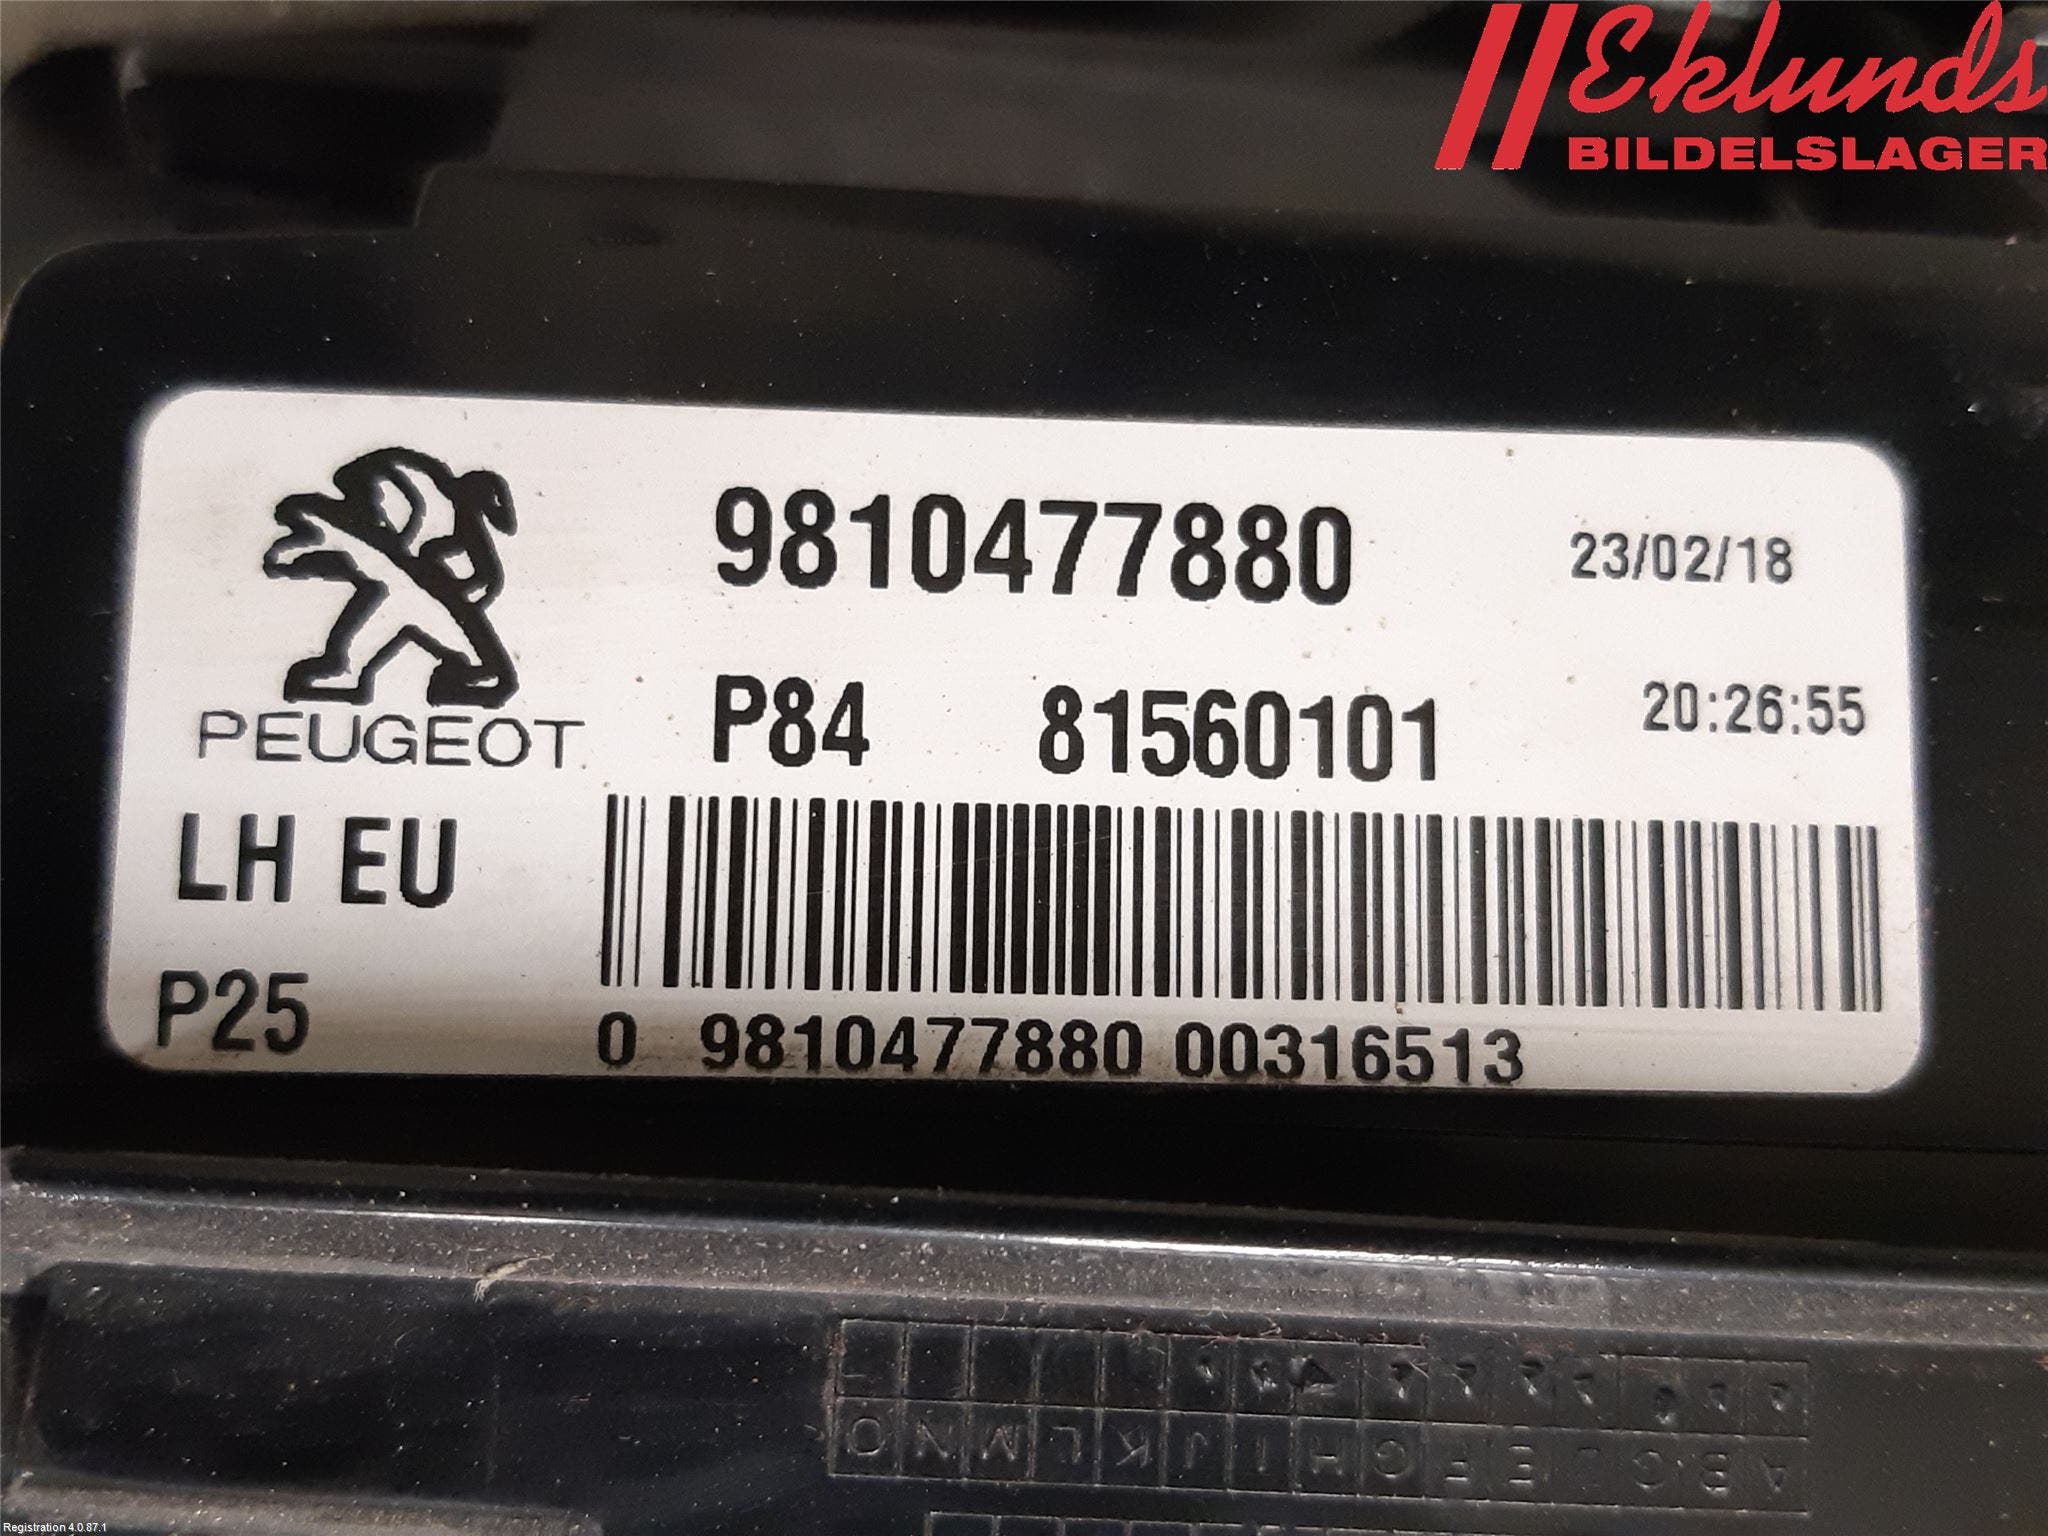 Eklunds
BILDELSLAGER
9810477880 23/02/18
P84 81560101 20:26:55
PEUGEOT
LH EU
P25
0 9810477880 00316513
O N M L K J I H G F E D C B A
Registration 4.0.87.1